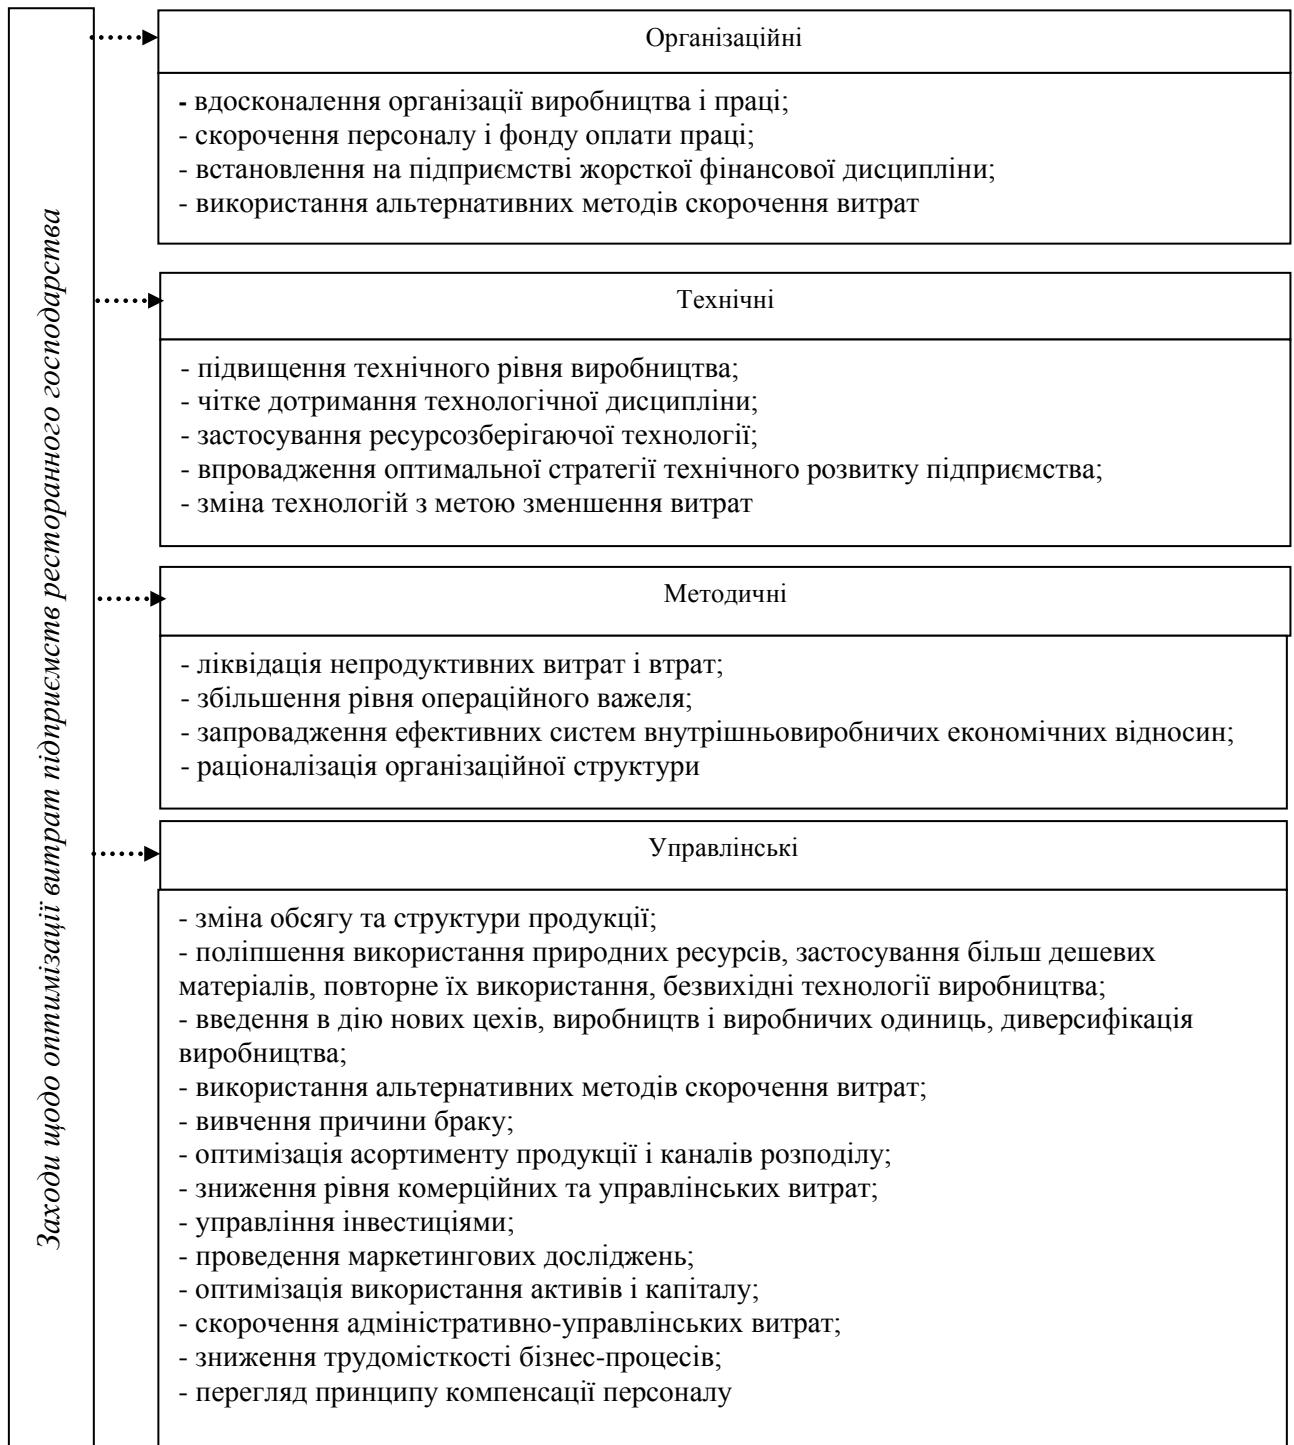 Заходи щодо оптимізації витрат підприємств ресторанного господарства
Організаційні
- вдосконалення організації виробництва і праці;
- скорочення персоналу і фонду оплати праці;
- встановлення на підприємстві жорсткої фінансової дисципліни;
- використання альтернативних методів скорочення витрат
Технічні
- підвищення технічного рівня виробництва;
- чітке дотримання технологічної дисципліни;
- застосування ресурсозберігаючої технології;
- впровадження оптимальної стратегії технічного розвитку підприємства;
- зміна технологій з метою зменшення витрат
Методичні
- ліквідація непродуктивних витрат і втрат;
- збільшення рівня операційного важеля;
- запровадження ефективних систем внутрішньовиробничих економічних відносин;
- раціоналізація організаційної структури
Управлінські
- зміна обсягу та структури продукції;
- поліпшення використання природних ресурсів, застосування більш дешевих
матеріалів, повторне їх використання, безвихідні технології виробництва;
- введення в дію нових цехів, виробництв і виробничих одиниць, диверсифікація
виробництва;
- використання альтернативних методів скорочення витрат;
- вивчення причини браку;
- оптимізація асортименту продукції і каналів розподілу;
- зниження рівня комерційних та управлінських витрат;
- управління інвестиціями;
- проведення маркетингових досліджень;
- оптимізація використання активів і капіталу;
- скорочення адміністративно-управлінських витрат;
- зниження трудомісткості бізнес-процесів;
- перегляд принципу компенсації персоналу